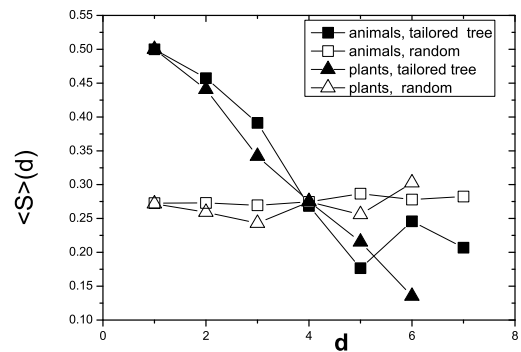 0.55
0.50
0.45
0.40
0.35
0.30
0.25
0.20
0.15
0.10
<S>(d)
animals, tailored tree
animals, random
plants, tailored tree
plants, random
0 2 4 6 8
d